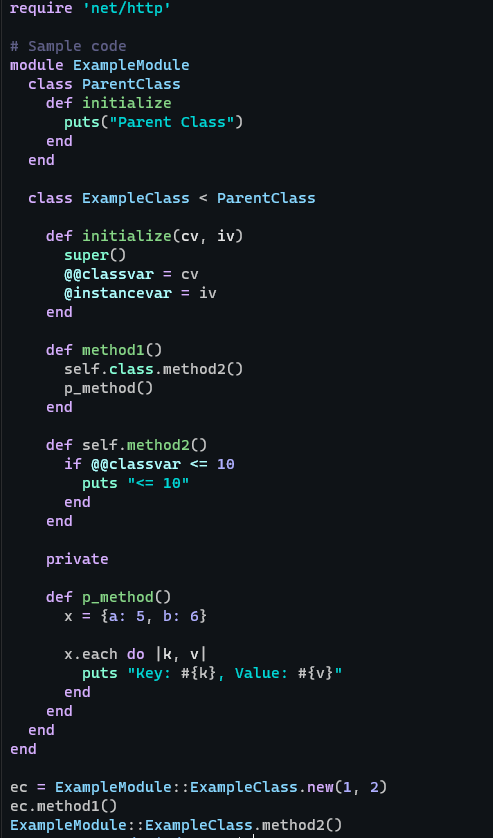 require 'net/http'

# Sample code
module ExampleModule
  class ParentClass
    def initialize
      puts("Parent Class")
    end
  end

  class ExampleClass < ParentClass

    def initialize(cv, iv)
      super()
      @@classvar = cv
      @instancevar = iv
    end

    def method1()
      self.class.method2()
      p_method()
    end

    def self.method2()
      if @@classvar <= 10
        puts "<= 10"
      end
    end

    private

    def p_method()
      x = {a: 5, b: 6}

      x.each do |k, v|
        puts "Key: #{k}, Value: #{v}"
      end
    end
  end
end

ec = ExampleModule::ExampleClass.new(1, 2)
ec.method1()
ExampleModule::ExampleClass.method2()